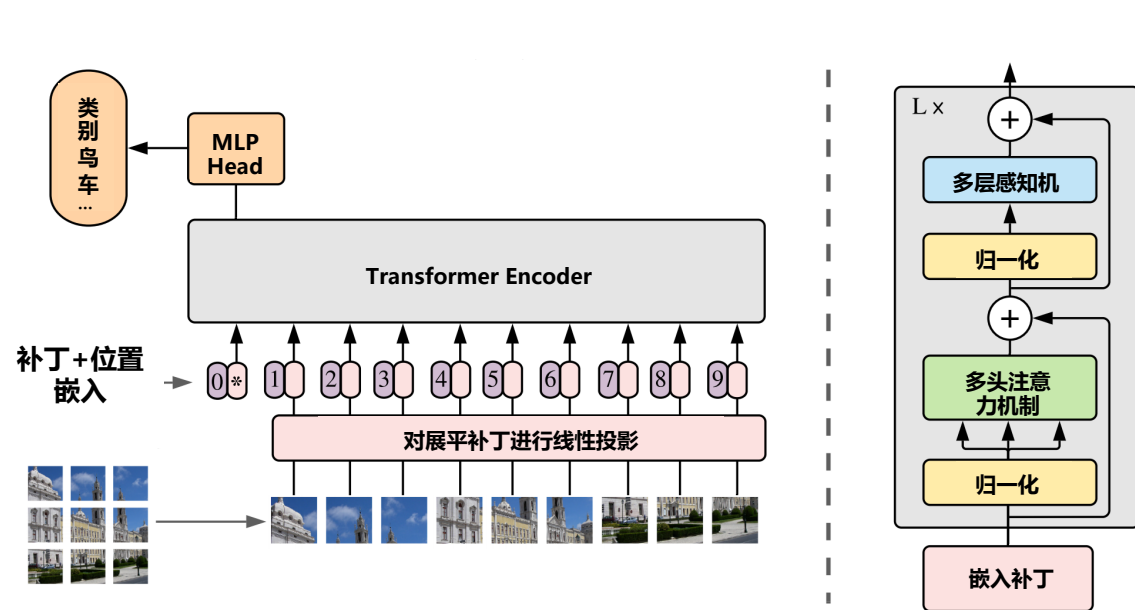 类
别
鸟
车
...
MLP
Head
Transformer Encoder
补丁+位置
嵌入
0 * 1 2 3 4 5 6 7 8 9
对展平补丁进行线性投影
L ×
+
多层感知机
归一化
+
多头注意
力机制
归一化
嵌入补丁